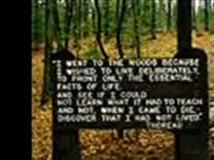 "I WENT TO THE WOODS BECAUSE
I WISHED TO LIVE DELIBERATELY,
TO FRONT ONLY THE ESSENTIAL
FACTS OF LIFE.
AND SEE IF I COULD
NOT LEARN WHAT IT HAD TO TEACH
AND NOT, WHEN I CAME TO DIE,
DISCOVER THAT I HAD NOT LIVED"
THOREAU